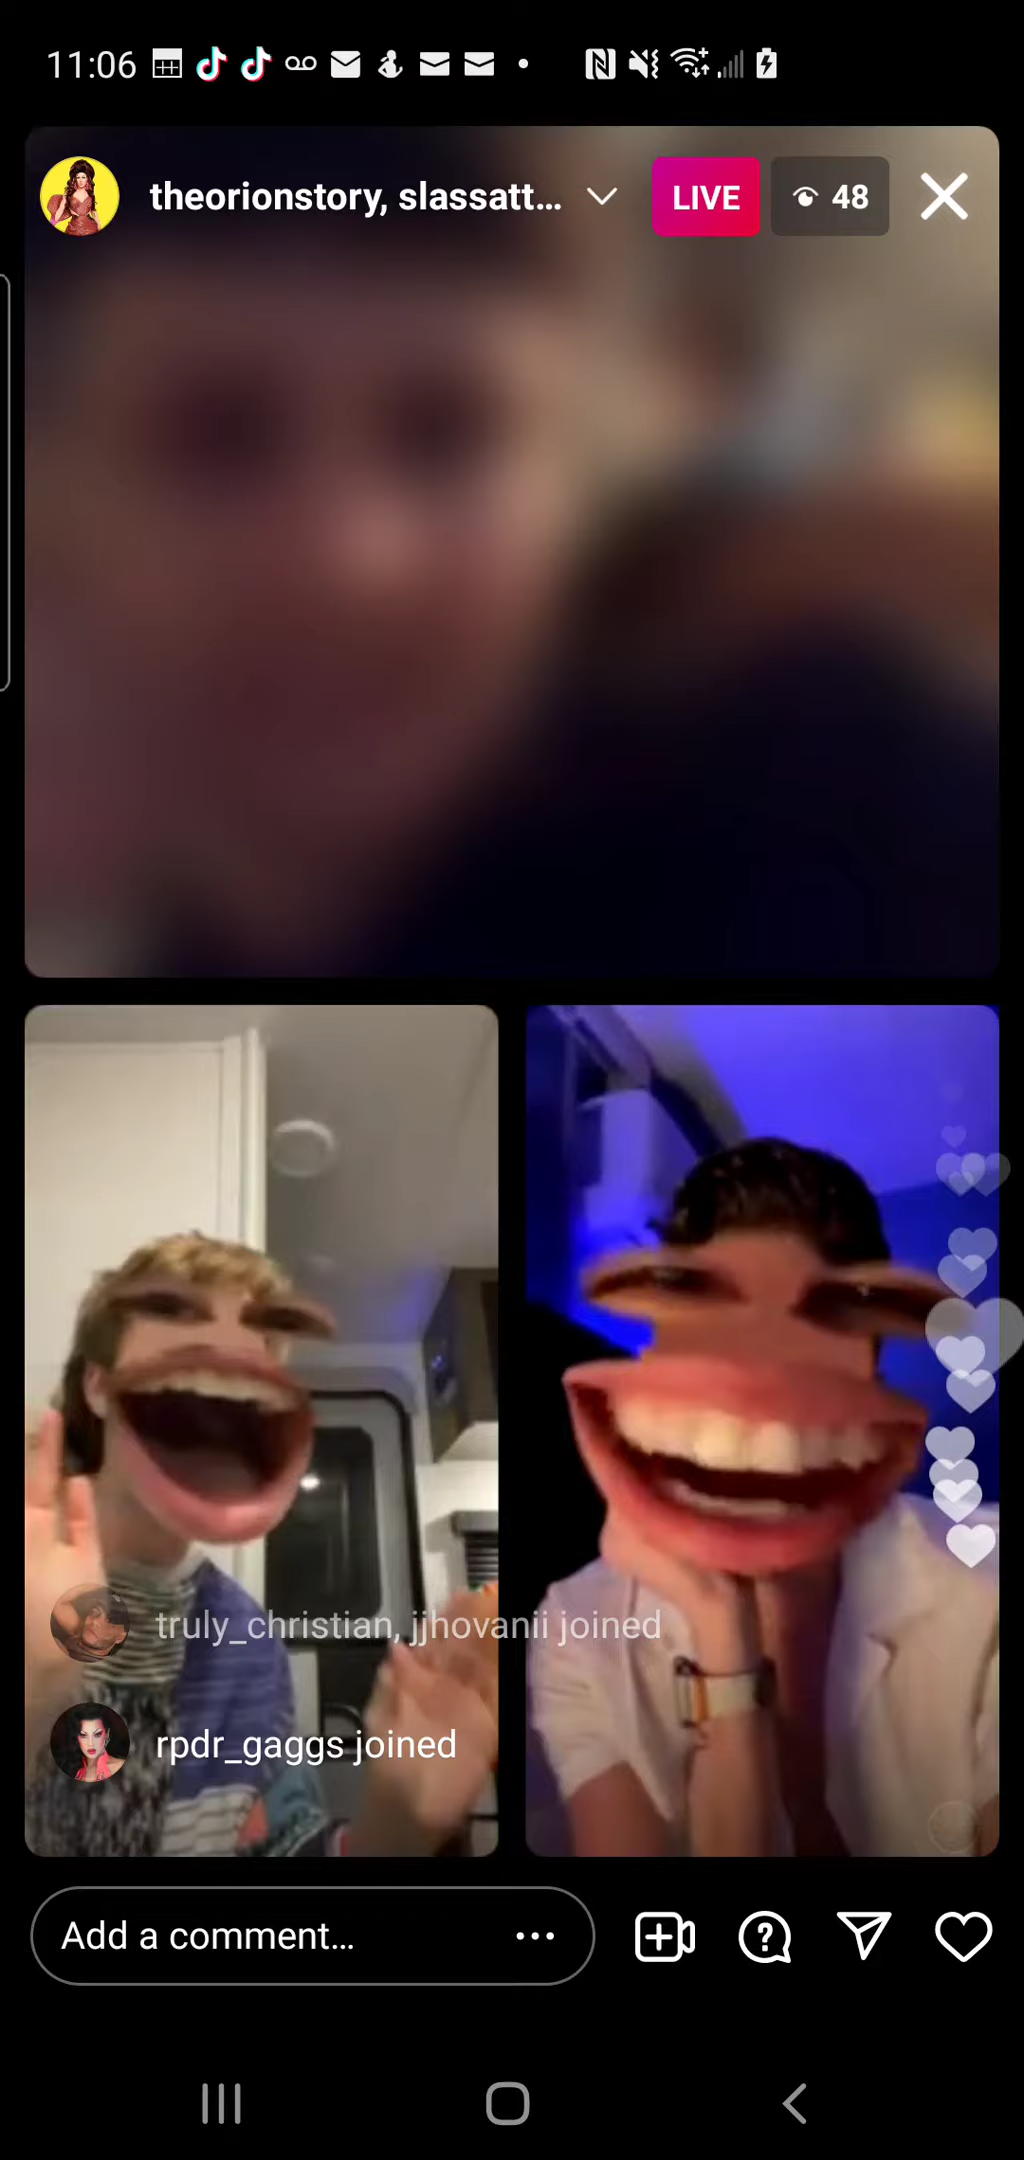 11:06
theorionstory, slassatt...
LIVE
48
truly_christian, jjhovanii joined
rpdr_gaggs joined
Add a comment...